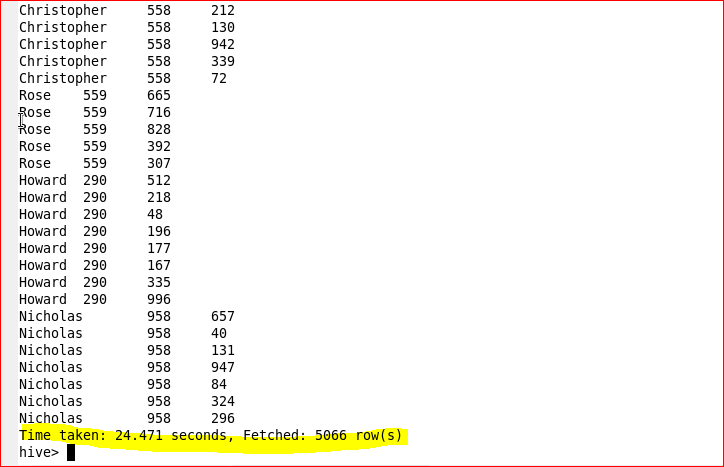 Christopher 558 212
Christopher 558 130
Christopher 558 942
Christopher 558 339
Christopher 558 72
Rose 559 665
Rose 559 716
Rose 559 828
Rose 559 392
Rose 559 307
Howard 290 512
Howard 290 218
Howard 290 48
Howard 290 196
Howard 290 177
Howard 290 167
Howard 290 335
Howard 290 996
Nicholas 958 657
Nicholas 958 40
Nicholas 958 131
Nicholas 958 947
Nicholas 958 84
Nicholas 958 324
Nicholas 958 296
Time taken: 24.471 seconds, Fetched: 5066 row(s)
hive>